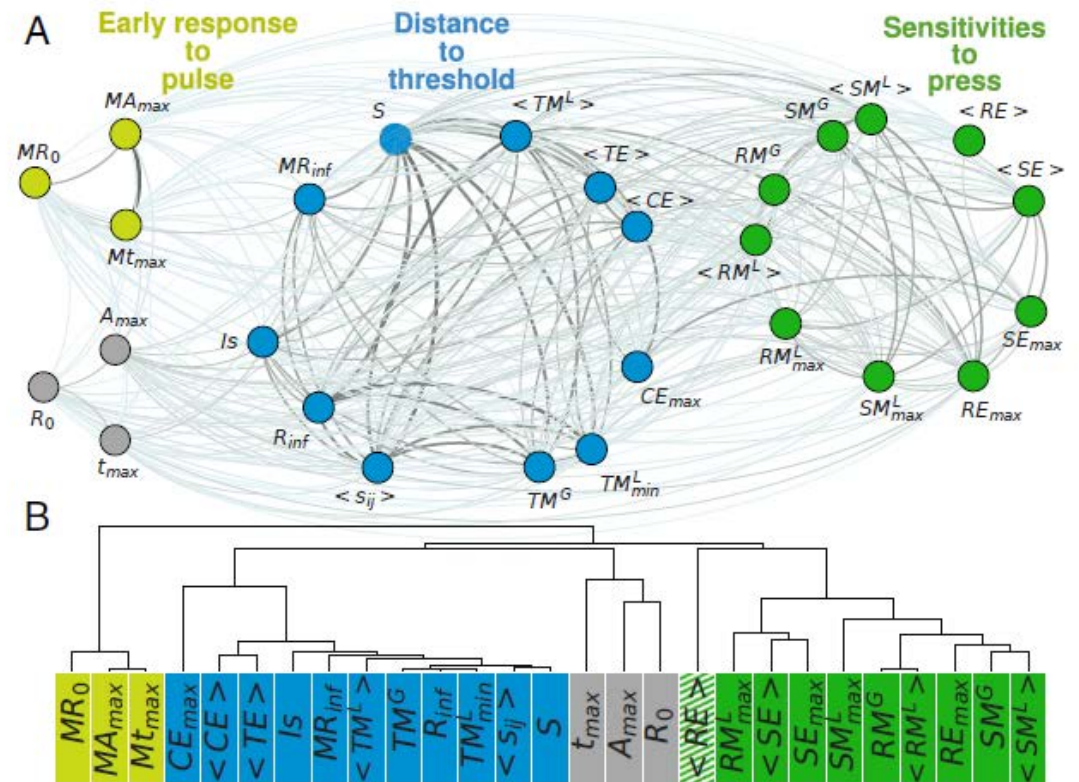 A
Early response
to
pulse
Distance
to
threshold
Sensitivities
to
press
MA_max
MR_0
Mt_max
A_max
R_0
t_max
S
<TM^L>
MR_inf
<TE>
<CE>
Is
R_inf
<s_ij>
TM^G
TM^L_min
CE_max
SM^G
<SM^L>
<RE>
RM^G
<SE>
<RM^L>
RM^L_max
SM^L_max
RE_max
SE_max
B
MR_0
MA_max
Mt_max
CE_max
<CE>
<TE>
Is
MR_inf
<TM^L>
TM^G
R_inf
TM^L_min
<s_ij>
S
t_max
A_max
R_0
<RE>
RM^L_max
<SE>
SE_max
SM^L_max
RM^G
<RM^L>
RE_max
SM^G
<SM^L>